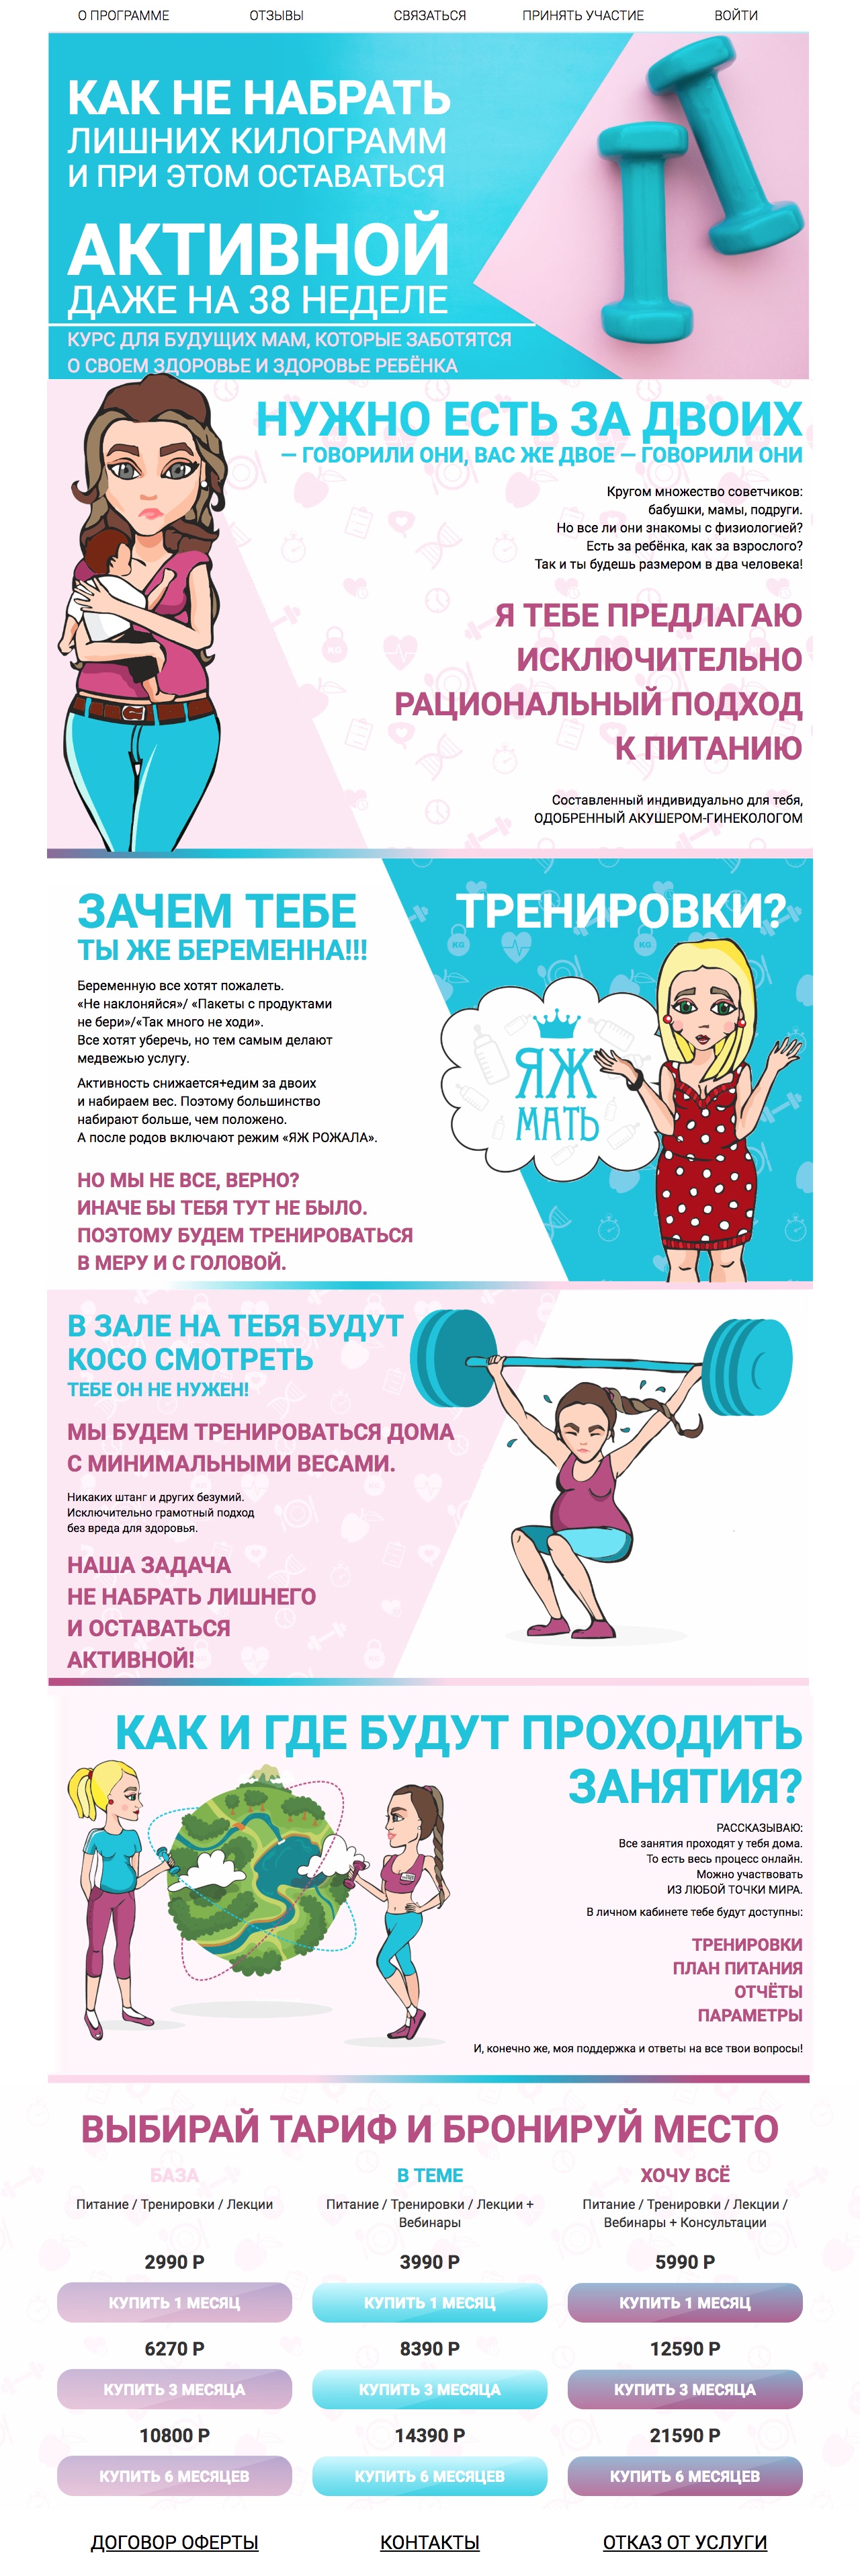 О ПРОГРАММЕ ОТЗЫВЫ СВЯЗАТЬСЯ ПРИНЯТЬ УЧАСТИЕ ВОЙТИ
КАК НЕ НАБРАТЬ
ЛИШНИХ КИЛОГРАММ
И ПРИ ЭТОМ ОСТАВАТЬСЯ
АКТИВНОЙ
ДАЖЕ НА 38 НЕДЕЛЕ
КУРС ДЛЯ БУДУЩИХ МАМ, КОТОРЫЕ ЗАБОТЯТСЯ
О СВОЕМ ЗДОРОВЬЕ И ЗДОРОВЬЕ РЕБЁНКА
НУЖНО ЕСТЬ ЗА ДВОИХ
— ГОВОРИЛИ ОНИ, ВАС ЖЕ ДВОЕ — ГОВОРИЛИ ОНИ
Кругом множество советчиков:
бабушки, мамы, подруги.
Но все ли они знакомы с физиологией?
Есть за ребёнка, как за взрослого?
Так и ты будешь размером в два человека!
Я ТЕБЕ ПРЕДЛАГАЮ
ИСКЛЮЧИТЕЛЬНО
РАЦИОНАЛЬНЫЙ ПОДХОД
К ПИТАНИЮ
Составленный индивидуально для тебя,
ОДОБРЕННЫЙ АКУШЕРОМ-ГИНЕКОЛОГОМ
ЗАЧЕМ ТЕБЕ ТРЕНИРОВКИ?
ТЫ ЖЕ БЕРЕМЕННА!!!
Беременную все хотят пожалеть.
«Не наклоняйся»/ «Пакеты с продуктами
не бери»/«Так много не ходи».
Все хотят уберечь, но тем самым делают
медвежью услугу.
Активность снижается+едим за двоих
и набираем вес. Поэтому большинство
набирают больше, чем положено.
А после родов включают режим «ЯЖ РОЖАЛА».
НО МЫ НЕ ВСЕ, ВЕРНО?
ИНАЧЕ БЫ ТЕБЯ ТУТ НЕ БЫЛО.
ПОЭТОМУ БУДЕМ ТРЕНИРОВАТЬСЯ
В МЕРУ И С ГОЛОВОЙ.
KG
KG
ЯЖ
МАТЬ
В ЗАЛЕ НА ТЕБЯ БУДУТ
КОСО СМОТРЕТЬ
ТЕБЕ ОН НЕ НУЖЕН!
МЫ БУДЕМ ТРЕНИРОВАТЬСЯ ДОМА
С МИНИМАЛЬНЫМИ ВЕСАМИ.
Никаких штанг и других безумий.
Исключительно грамотный подход
без вреда для здоровья.
НАША ЗАДАЧА
НЕ НАБРАТЬ ЛИШНЕГО
И ОСТАВАТЬСЯ
АКТИВНОЙ!
КАК И ГДЕ БУДУТ ПРОХОДИТЬ
ЗАНЯТИЯ?
РАССКАЗЫВАЮ:
Все занятия проходят у тебя дома.
То есть весь процесс онлайн.
Можно участвовать
ИЗ ЛЮБОЙ ТОЧКИ МИРА.
В личном кабинете тебе будут доступны:
ТРЕНИРОВКИ
ПЛАН ПИТАНИЯ
ОТЧЁТЫ
ПАРАМЕТРЫ
И, конечно же, моя поддержка и ответы на все твои вопросы!
ВЫБИРАЙ ТАРИФ И БРОНИРУЙ МЕСТО
БАЗА
Питание / Тренировки / Лекции
2990 Р
КУПИТЬ 1 МЕСЯЦ
6270 Р
КУПИТЬ 3 МЕСЯЦА
10800 Р
КУПИТЬ 6 МЕСЯЦЕВ
В ТЕМЕ
Питание / Тренировки / Лекции +
Вебинары
3990 Р
КУПИТЬ 1 МЕСЯЦ
8390 Р
КУПИТЬ 3 МЕСЯЦА
14390 Р
КУПИТЬ 6 МЕСЯЦЕВ
ХОЧУ ВСЁ
Питание / Тренировки / Лекции /
Вебинары + Консультации
5990 Р
КУПИТЬ 1 МЕСЯЦ
12590 Р
КУПИТЬ 3 МЕСЯЦА
21590 Р
КУПИТЬ 6 МЕСЯЦЕВ
ДОГОВОР ОФЕРТЫ КОНТАКТЫ ОТКАЗ ОТ УСЛУГИ